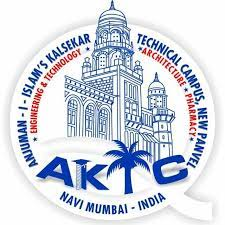 ANJUMAN - I - ISLAM'S KALSEKAR TECHNICAL CAMPUS, NEW PANVEL
ENGINEERING & TECHNOLOGY
ARCHITECTURE
PHARMACY
AKTC
NAVI MUMBAI - INDIA